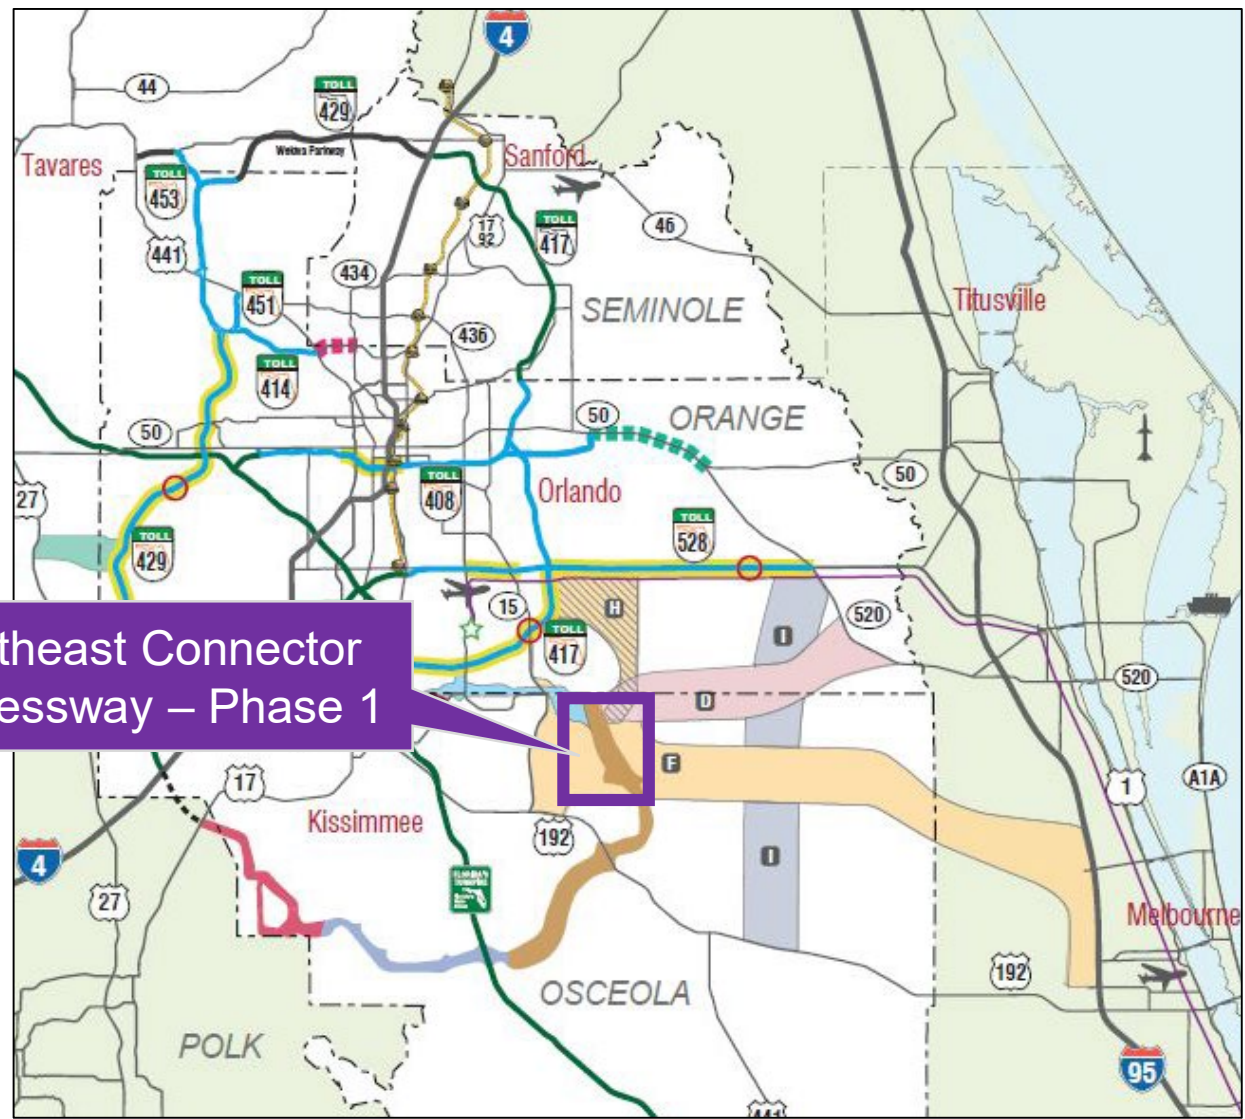 4
44
TOLL
429
Wekiva Parkway
Tavares
Sanford
TOLL
453
17
92
TOLL
417
46
441
434
TOLL
451
SEMINOLE
Titusville
436
TOLL
414
50
50
ORANGE
50
27
TOLL
408
Orlando
TOLL
429
TOLL
528
15
H
I
520
TOLL
417
theast Connector
essway – Phase 1
520
D
F
17
1
A1A
Kissimmee
192
I
4
27
Melbourne
192
OSCEOLA
POLK
95
441